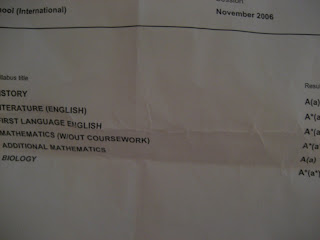 ool (International)
November 2006
llabus title
Resu
ISTORY
A(a)
ITERATURE (ENGLISH)
A*(a
FIRST LANGUAGE ENGLISH
A*(a
MATHEMATICS (W/OUT COURSEWORK)
A*(a
ADDITIONAL MATHEMATICS
A(a)
BIOLOGY
A*(a*)